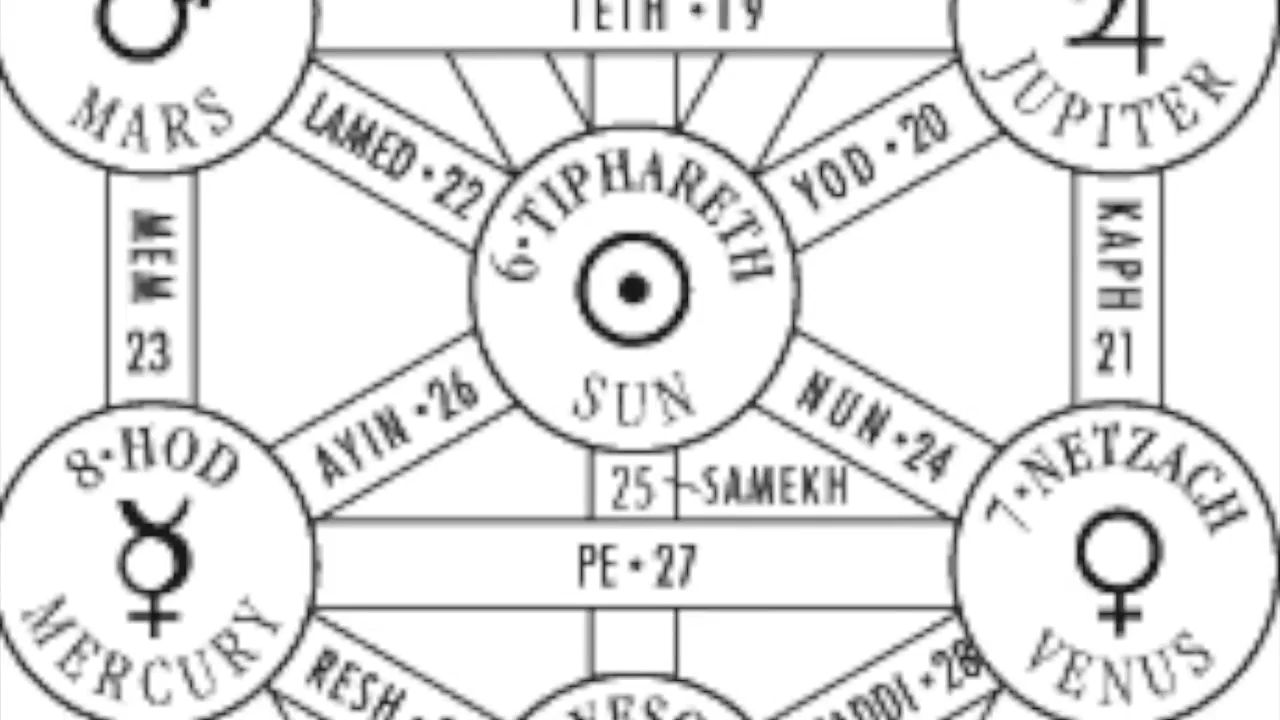 TETH • 19
MARS
JUPITER
LAMED • 22
YOD • 20
6 • TIPHARETH
SUN
MEM 23
KAPH 21
AYIN • 26
NUN • 24
8 • HOD
MERCURY
25
SAMEKH
7 • NETZACH
VENUS
PE • 27
RESH •